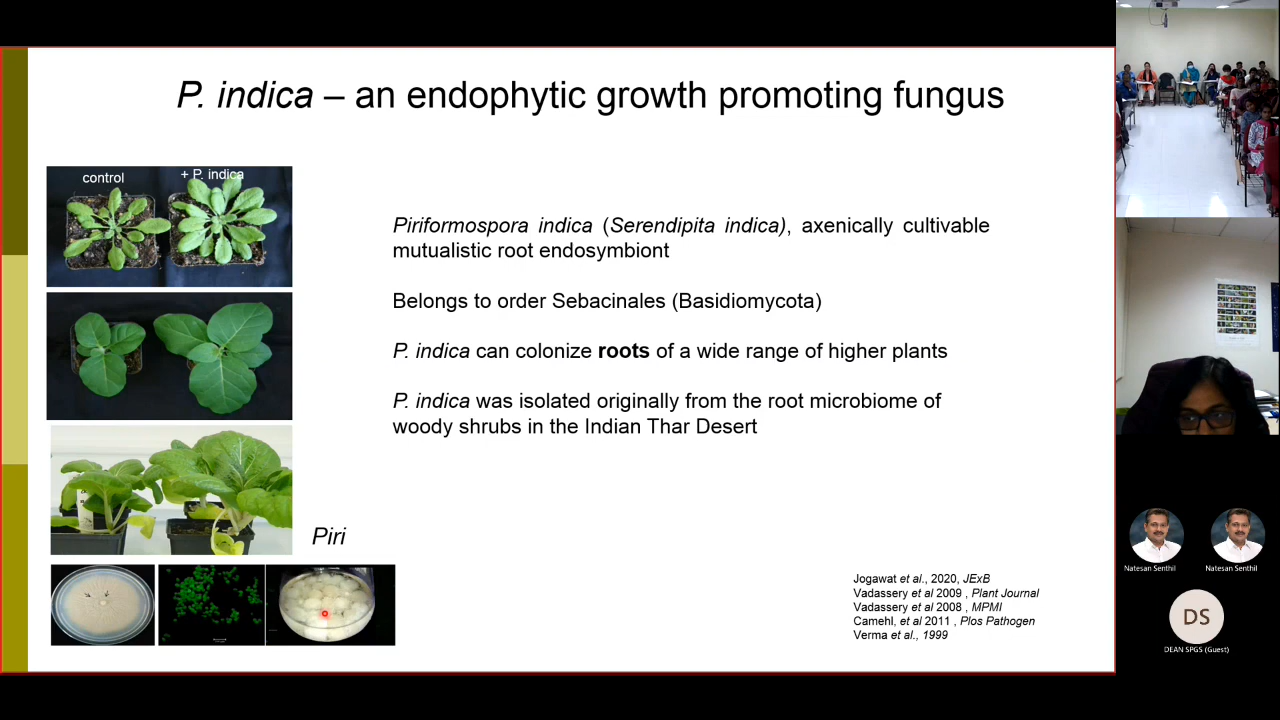 P. indica – an endophytic growth promoting fungus
control
+ P. indica
Piriformospora indica (Serendipita indica), axenically cultivable
mutualistic root endosymbiont
Belongs to order Sebacinales (Basidiomycota)
P. indica can colonize roots of a wide range of higher plants
P. indica was isolated originally from the root microbiome of
woody shrubs in the Indian Thar Desert
Piri
Jogawat et al., 2020, JExB
Vadassery et al 2009 , Plant Journal
Vadassery et al 2008 , MPMI
Camehl, et al 2011 , Plos Pathogen
Verma et al., 1999
Natesan Senthil
Natesan Senthil
DS
DEAN SPGS (Guest)